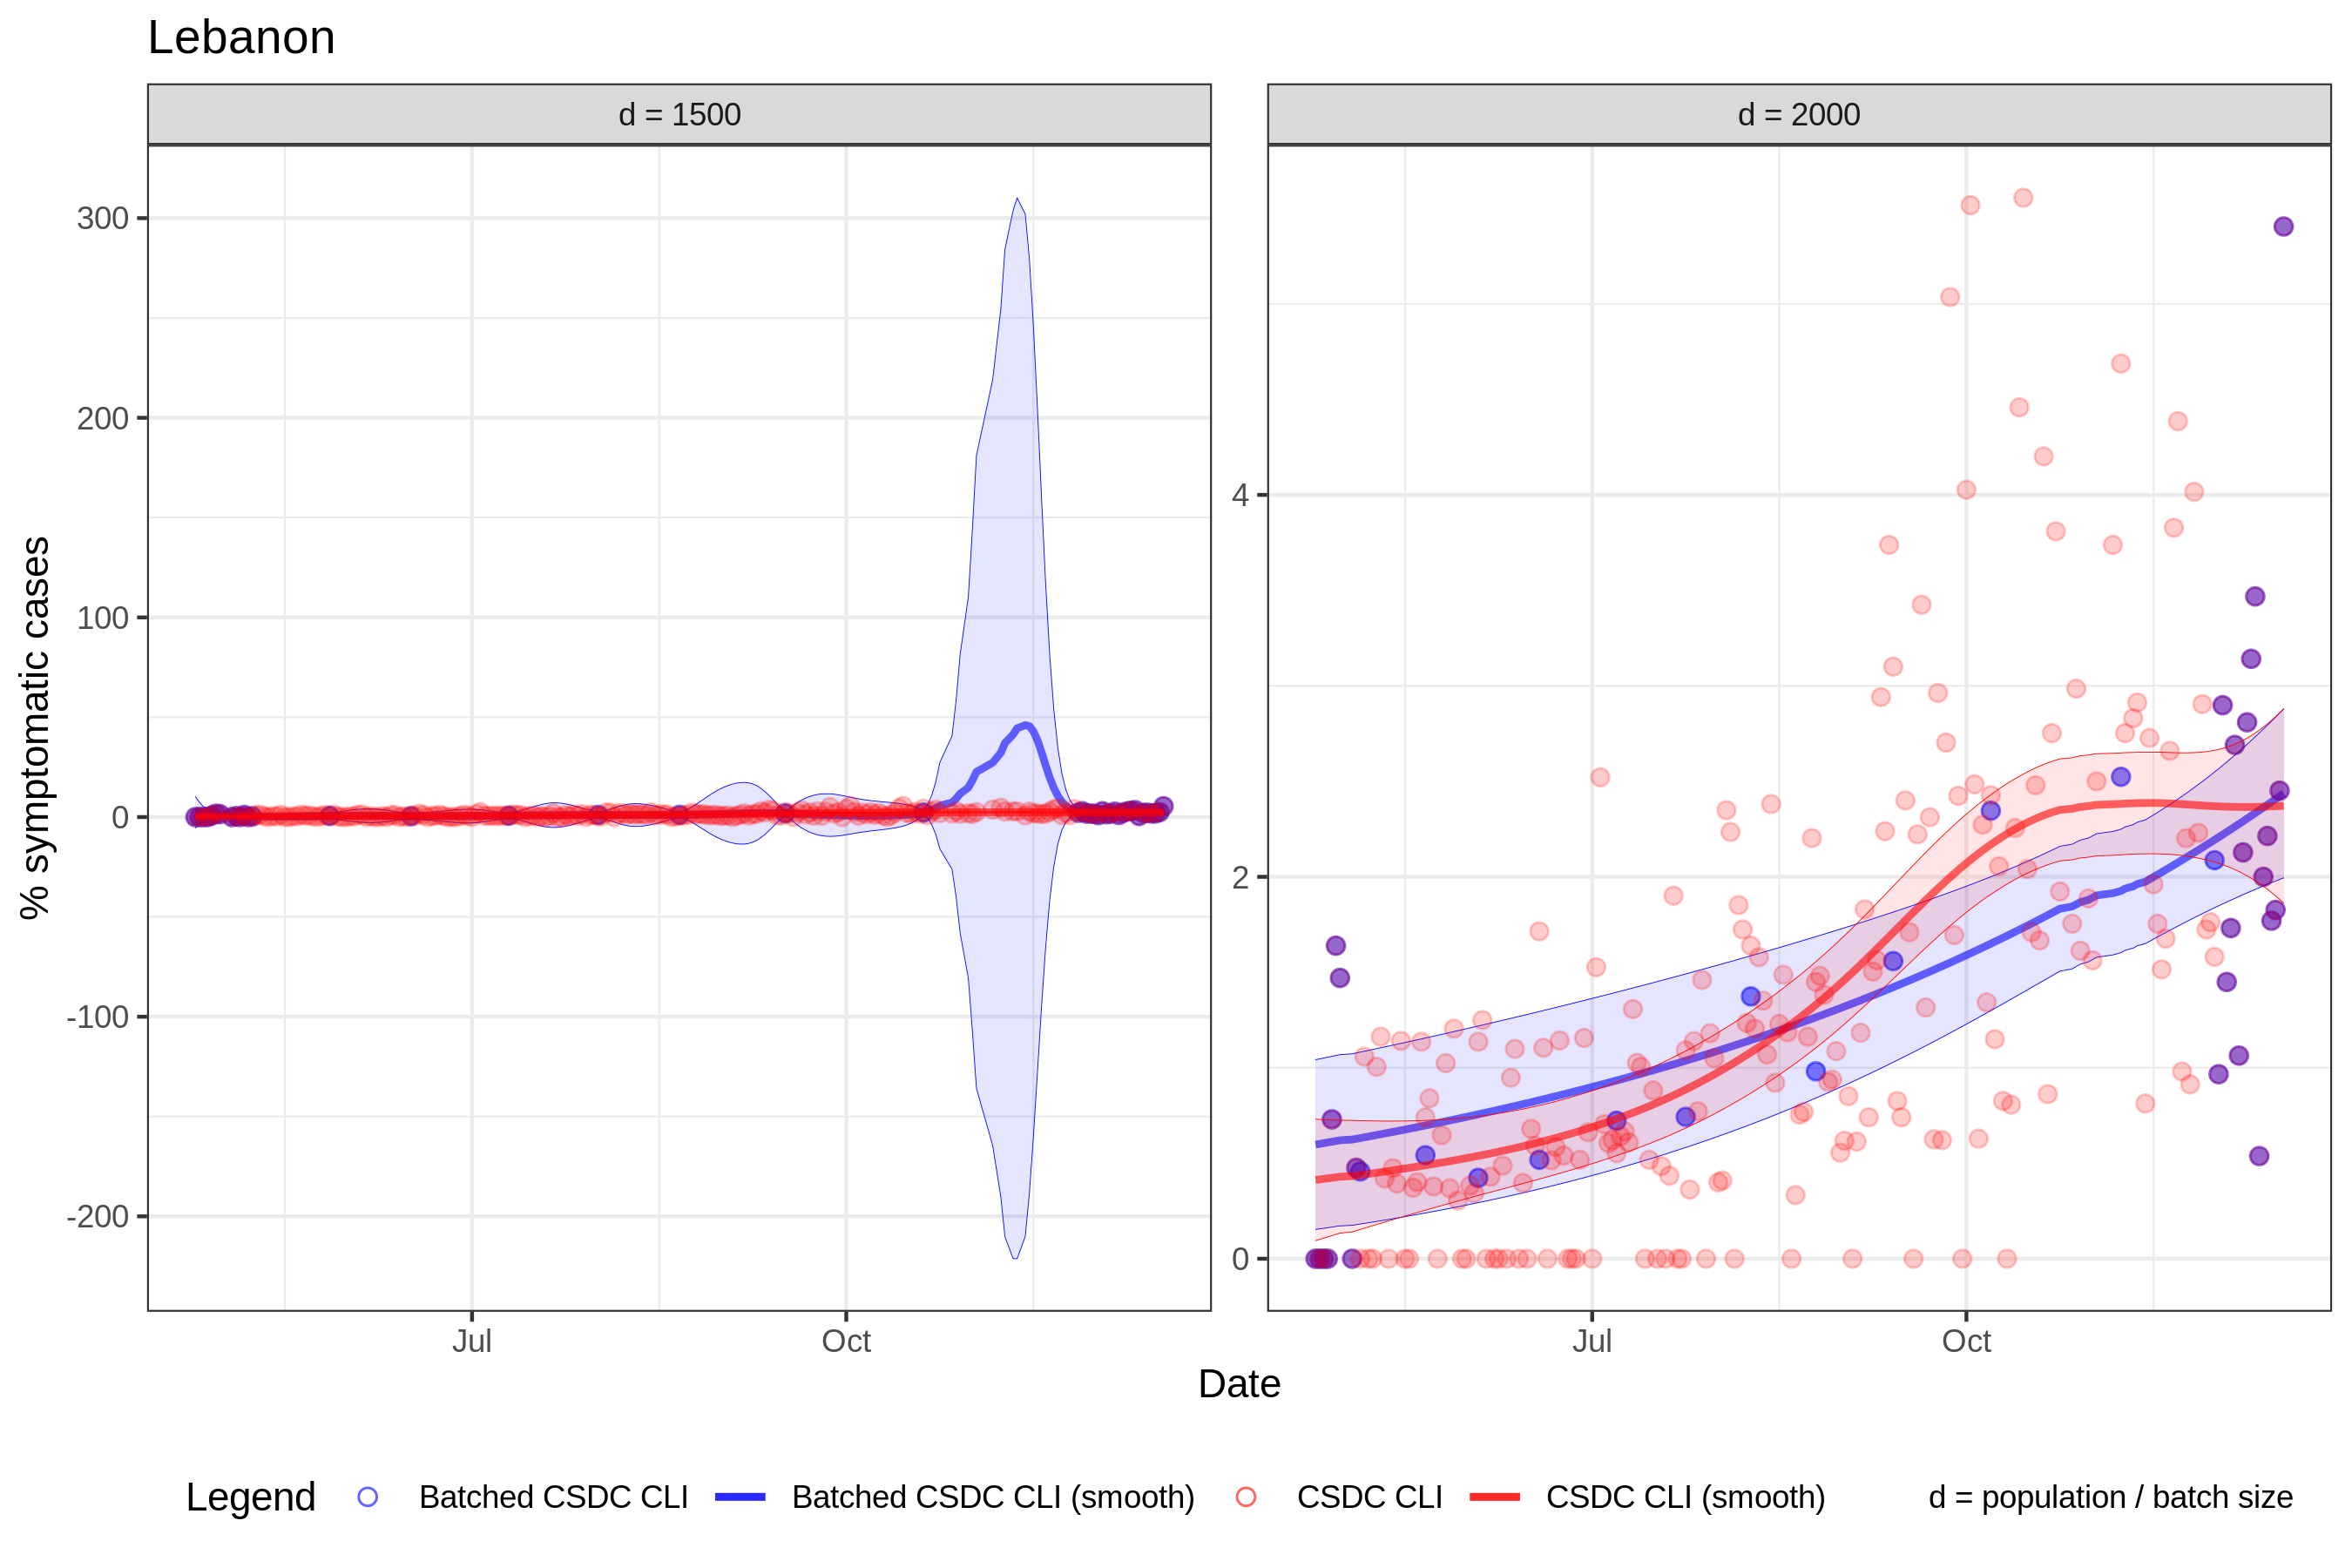 Lebanon
d = 1500
d = 2000
% symptomatic cases
300
200
100
0
-100
-200
4
2
0
Jul
Oct
Jul
Oct
Date
Legend
Batched CSDC CLI
Batched CSDC CLI (smooth)
CSDC CLI
CSDC CLI (smooth)
d = population / batch size